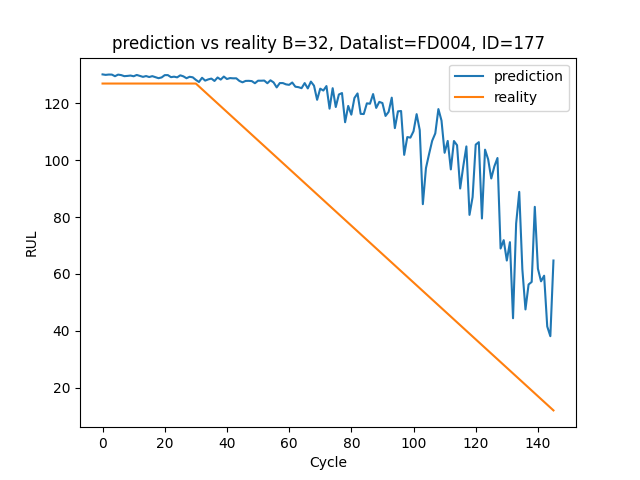 prediction vs reality B=32, Datalist=FD004, ID=177
prediction
reality
RUL
120
100
80
60
40
20
0 20 40 60 80 100 120 140
Cycle